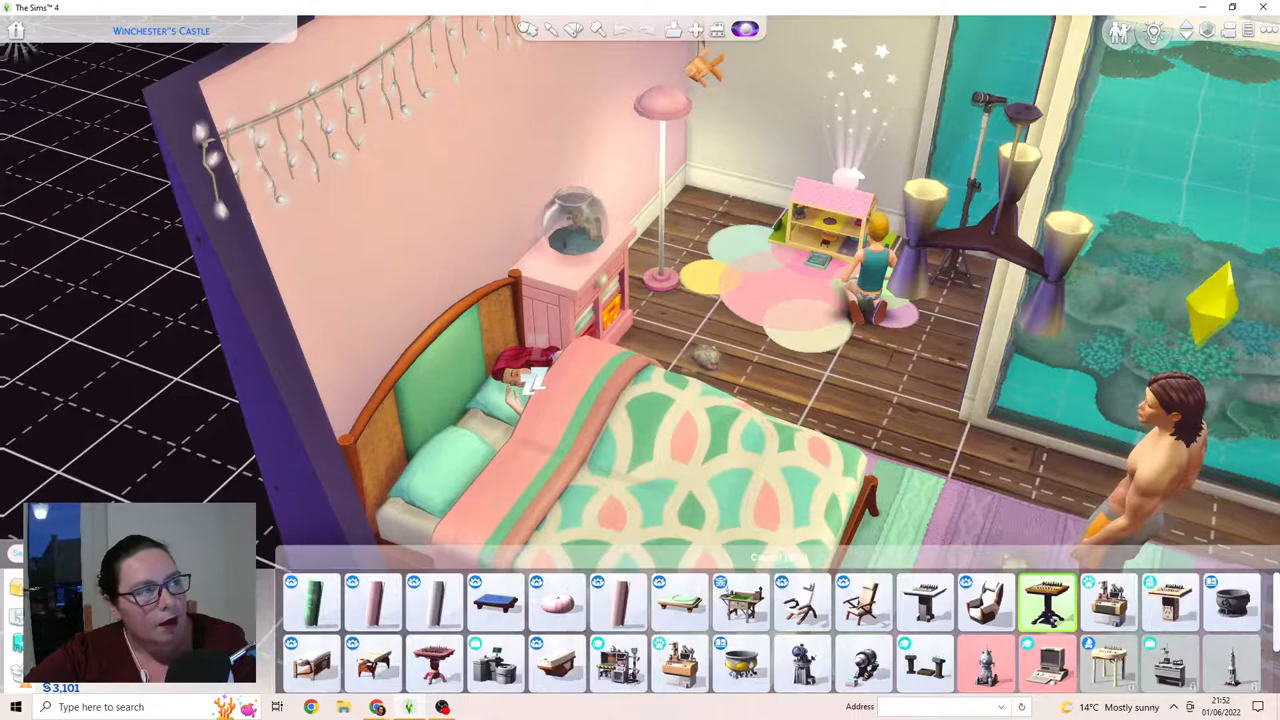 The Sims™ 4
WINCHESTER"S CASTLE
ZZ
$3,101
Type here to search
Address
14°C Mostly sunny
21:52
01/06/2022